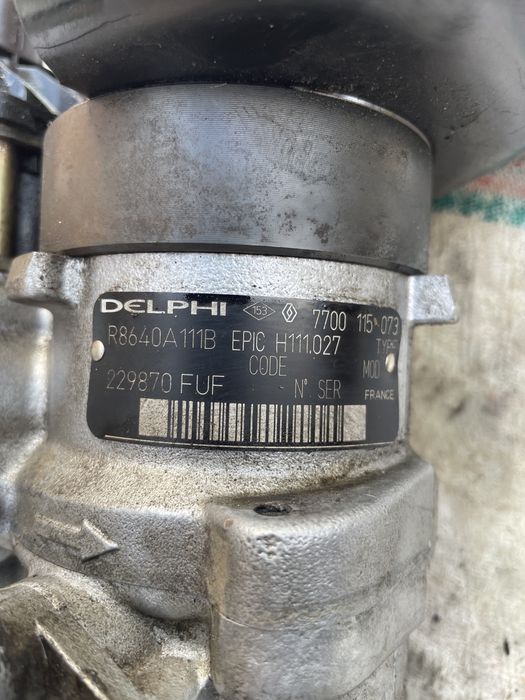 DELPHI 153 7700 115 073
R8640A111B EPIC H111.027 TYPE
CODE MOD
229870 FUF N°. SER FRANCE